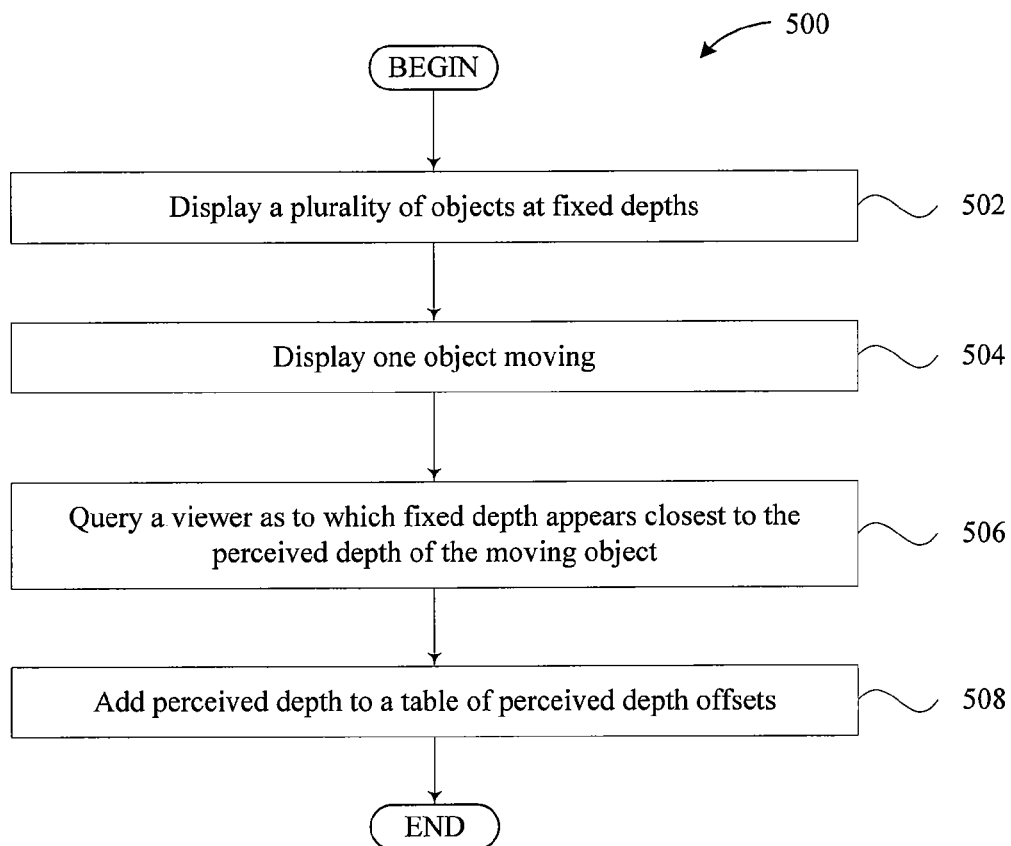 500
BEGIN
Display a plurality of objects at fixed depths
502
Display one object moving
504
Query a viewer as to which fixed depth appears closest to the
perceived depth of the moving object
506
Add perceived depth to a table of perceived depth offsets
508
END